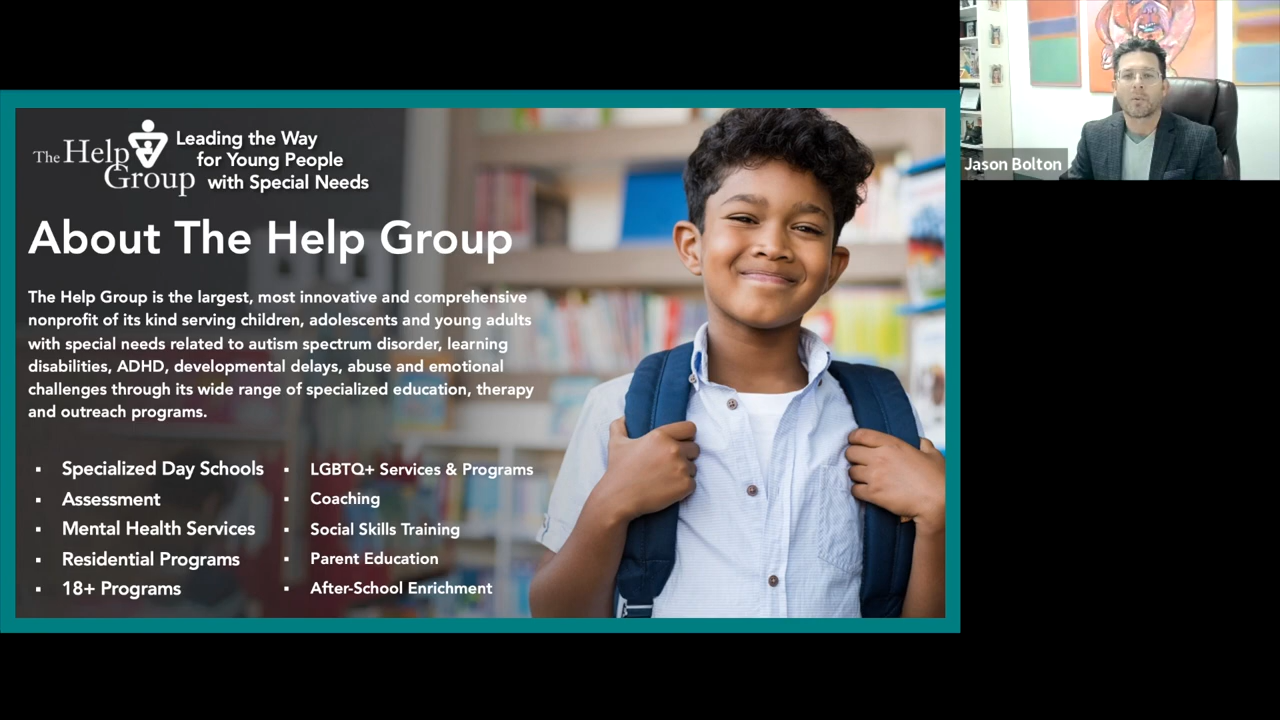 The Help Group
Leading the Way
for Young People
with Special Needs
About The Help Group
The Help Group is the largest, most innovative and comprehensive
nonprofit of its kind serving children, adolescents and young adults
with special needs related to autism spectrum disorder, learning
disabilities, ADHD, developmental delays, abuse and emotional
challenges through its wide range of specialized education, therapy
and outreach programs.
▪ Specialized Day Schools
▪ Assessment
▪ Mental Health Services
▪ Residential Programs
▪ 18+ Programs
▪ LGBTQ+ Services & Programs
▪ Coaching
▪ Social Skills Training
▪ Parent Education
▪ After-School Enrichment
Jason Bolton